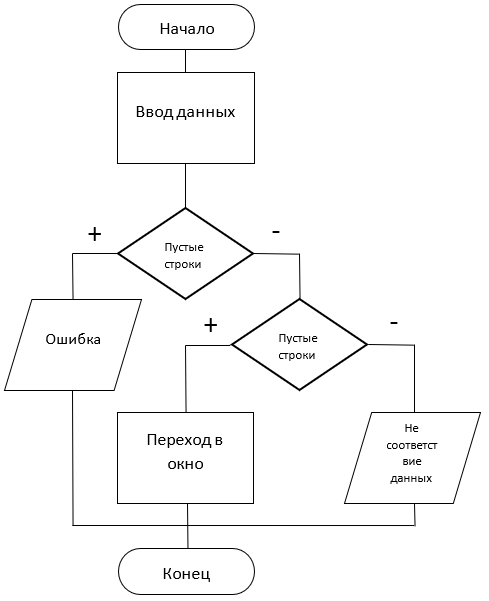 Начало
Ввод данных
Пустые
строки
+
-
Ошибка
Пустые
строки
+
-
Переход в
окно
Не
соответст
вие
данных
Конец